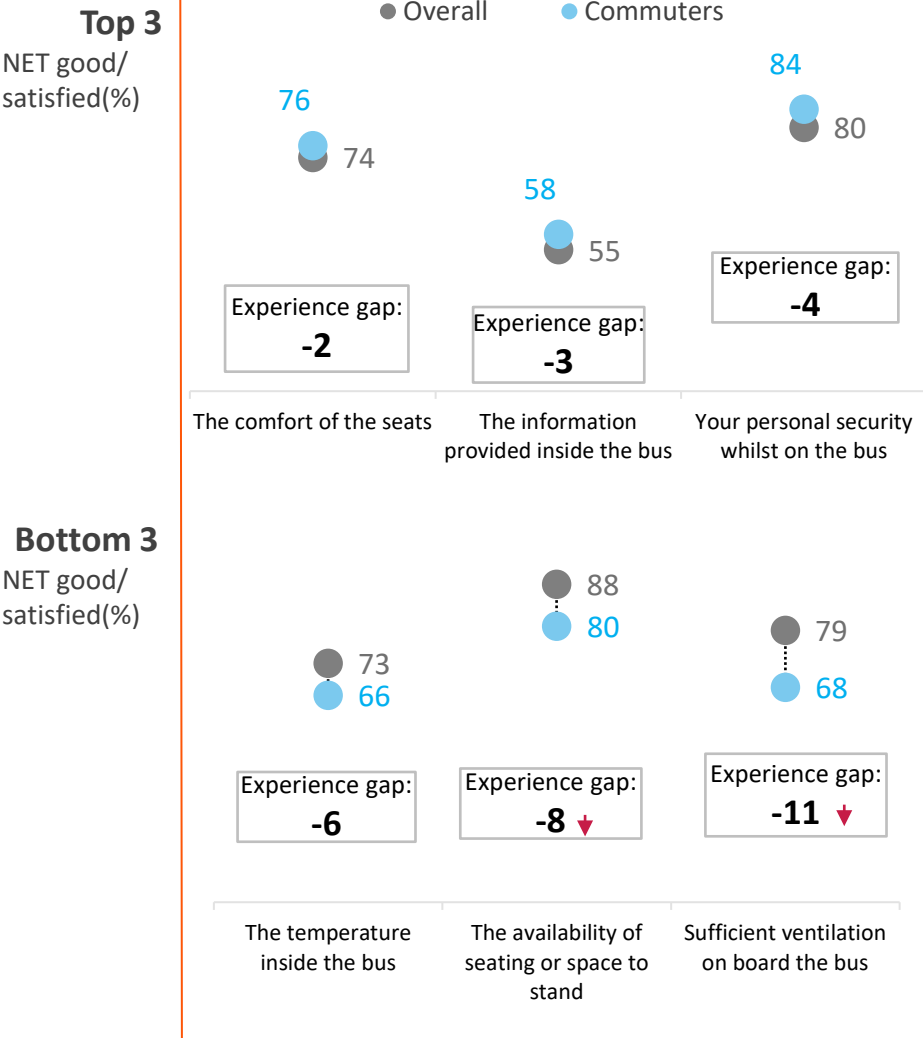 Top 3
NET good/
satisfied(%)
Overall
Commuters
76
74
58
55
84
80
Experience gap:
-2
Experience gap:
-3
Experience gap:
-4
The comfort of the seats
The information
provided inside the bus
Your personal security
whilst on the bus
Bottom 3
NET good/
satisfied(%)
73
66
88
80
79
68
Experience gap:
-6
Experience gap:
-8
Experience gap:
-11
The temperature
inside the bus
The availability of
seating or space to
stand
Sufficient ventilation
on board the bus